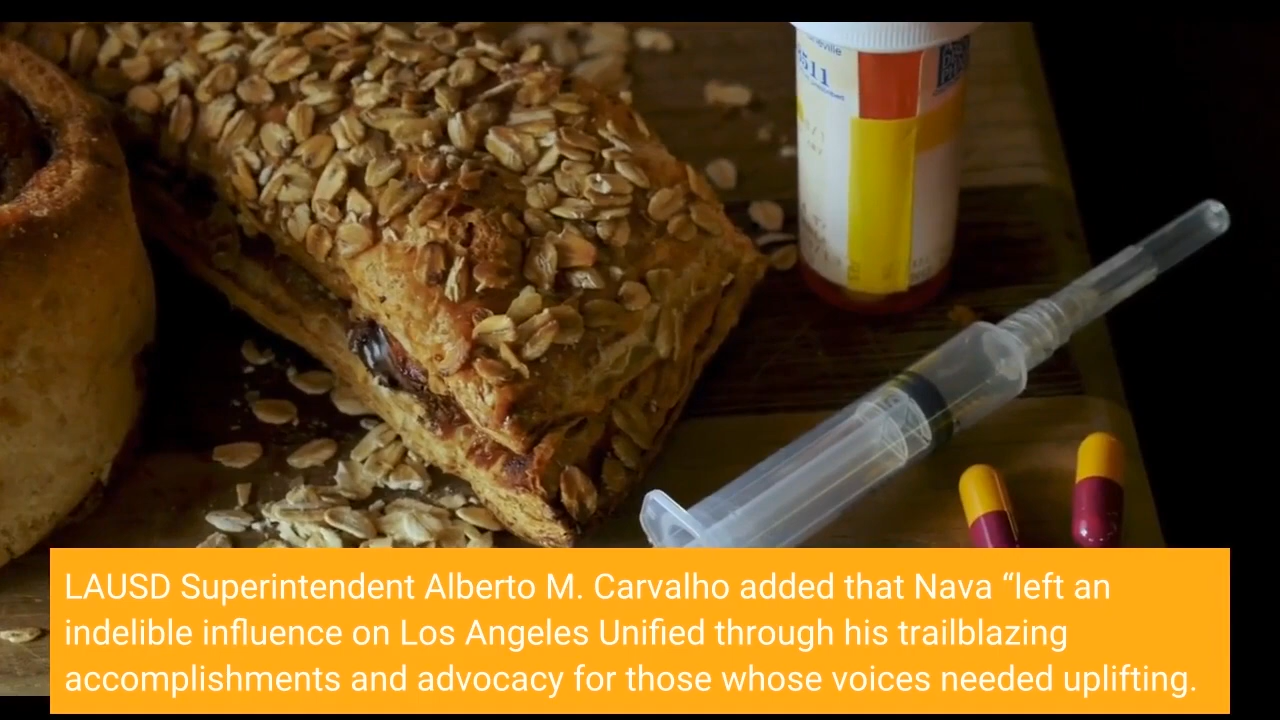 3511
LAUSD Superintendent Alberto M. Carvalho added that Nava “left an
indelible influence on Los Angeles Unified through his trailblazing
accomplishments and advocacy for those whose voices needed uplifting.